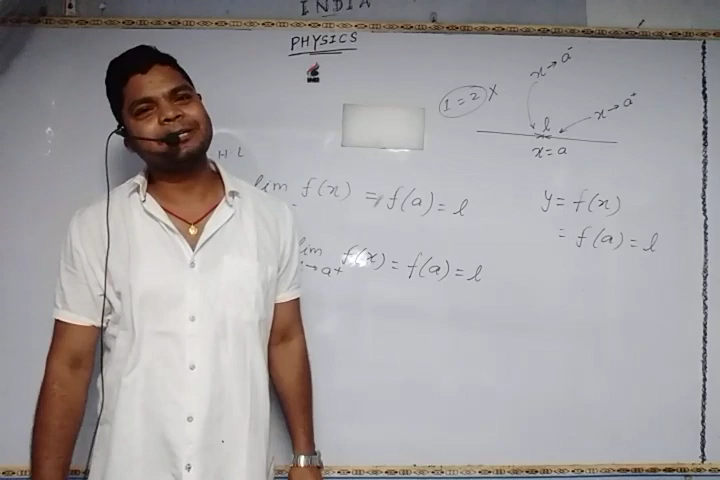 INDIA
PHYSICS
1=2 X
x→a⁻
x→a⁺
l
x=a
H·L
lim f(x) = f(a) = l
lim f(x) = f(a) = l
→a+
y = f(x)
= f(a) = l